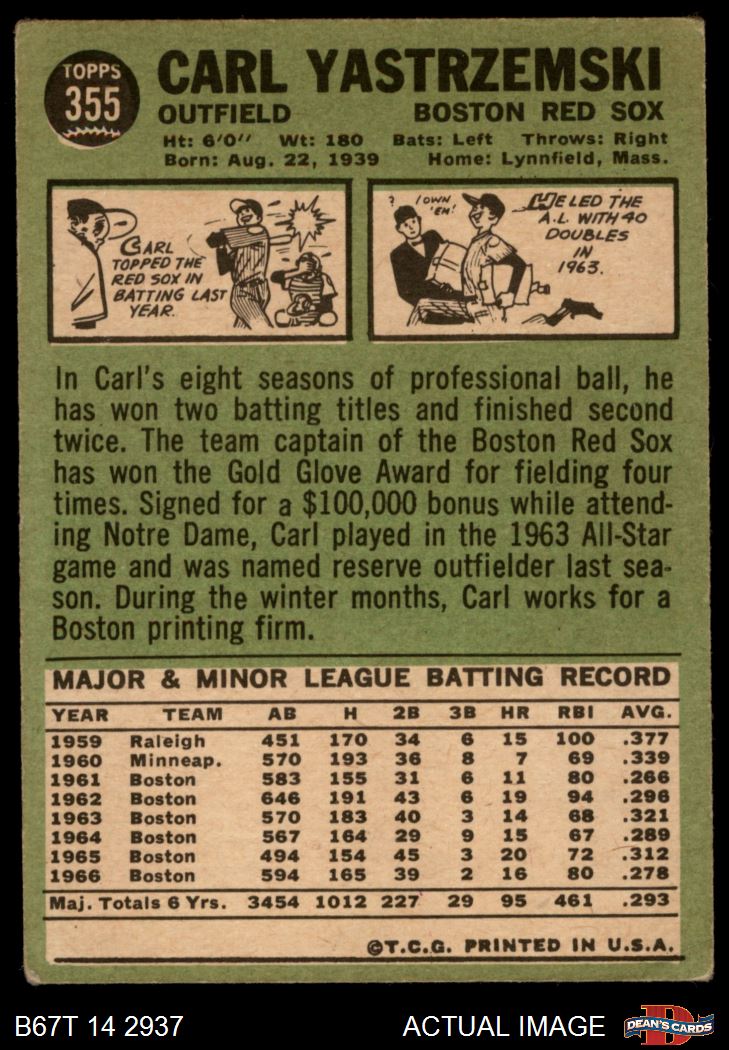 TOPPS
355
CARL YASTRZEMSKI
OUTFIELD BOSTON RED SOX
Ht: 6'0" Wt: 180 Bats: Left Throws: Right
Born: Aug. 22, 1939 Home: Lynnfield, Mass.
CARL
TOPPED THE
RED SOX IN
BATTING LAST
YEAR.
?
I OWN
'EM!
HE LED THE
A.L. WITH 40
DOUBLES
IN
1963.
In Carl's eight seasons of professional ball, he
has won two batting titles and finished second
twice. The team captain of the Boston Red Sox
has won the Gold Glove Award for fielding four
times. Signed for a $100,000 bonus while attend-
ing Notre Dame, Carl played in the 1963 All-Star
game and was named reserve outfielder last sea-
son. During the winter months, Carl works for a
Boston printing firm.
MAJOR & MINOR LEAGUE BATTING RECORD
YEAR TEAM AB H 2B 3B HR RBI AVG.
1959 Raleigh 451 170 34 6 15 100 .377
1960 Minneap. 570 193 36 8 7 69 .339
1961 Boston 583 155 31 6 11 80 .266
1962 Boston 646 191 43 6 19 94 .296
1963 Boston 570 183 40 3 14 68 .321
1964 Boston 567 164 29 9 15 67 .289
1965 Boston 494 154 45 3 20 72 .312
1966 Boston 594 165 39 2 16 80 .278
Maj. Totals 6 Yrs. 3454 1012 227 29 95 461 .293
©T.C.G. PRINTED IN U.S.A.
B67T 14 2937 ACTUAL IMAGE
D
DEAN'S CARDS